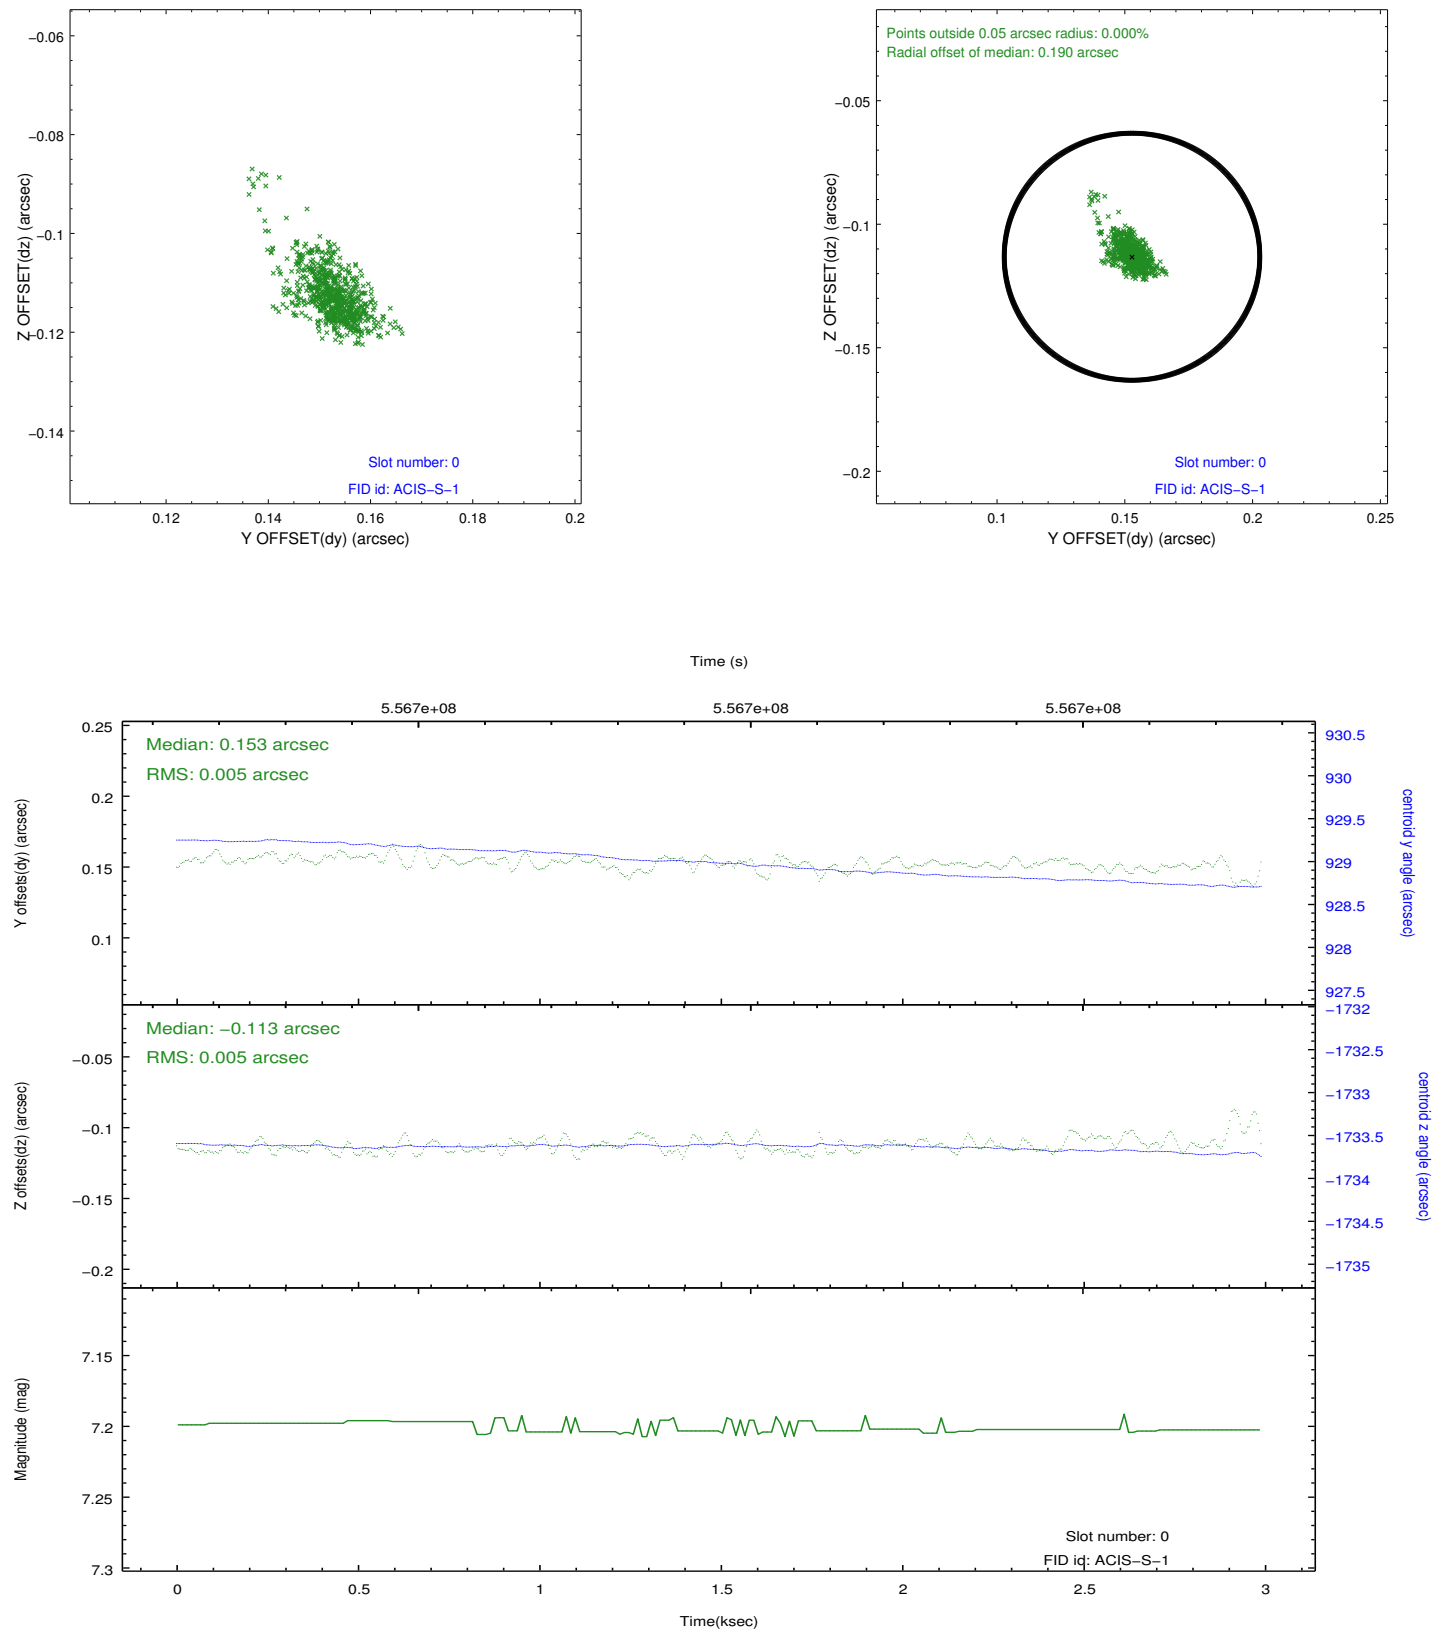 −0.06
−0.08
−0.1
−0.12
−0.14
Z OFFSET(dz) (arcsec)
0.12
0.14
0.16
0.18
0.2
Y OFFSET(dy) (arcsec)
Slot number: 0
FID id: ACIS−S−1
Points outside 0.05 arcsec radius: 0.000%
Radial offset of median: 0.190 arcsec
−0.05
−0.1
−0.15
−0.2
Z OFFSET(dz) (arcsec)
0.1
0.15
0.2
0.25
Y OFFSET(dy) (arcsec)
Slot number: 0
FID id: ACIS−S−1
Time (s)
5.567e+08
5.567e+08
5.567e+08
Median: 0.153 arcsec
RMS: 0.005 arcsec
0.25
0.2
0.15
0.1
Y offsets(dy) (arcsec)
930.5
930
929.5
929
928.5
928
927.5
centroid y angle (arcsec)
Median: −0.113 arcsec
RMS: 0.005 arcsec
−0.05
−0.1
−0.15
−0.2
Z offsets(dz) (arcsec)
−1732
−1732.5
−1733
−1733.5
−1734
−1734.5
−1735
centroid z angle (arcsec)
7.15
7.2
7.25
7.3
Magnitude (mag)
Slot number: 0
FID id: ACIS−S−1
0
0.5
1
1.5
2
2.5
3
Time(ksec)